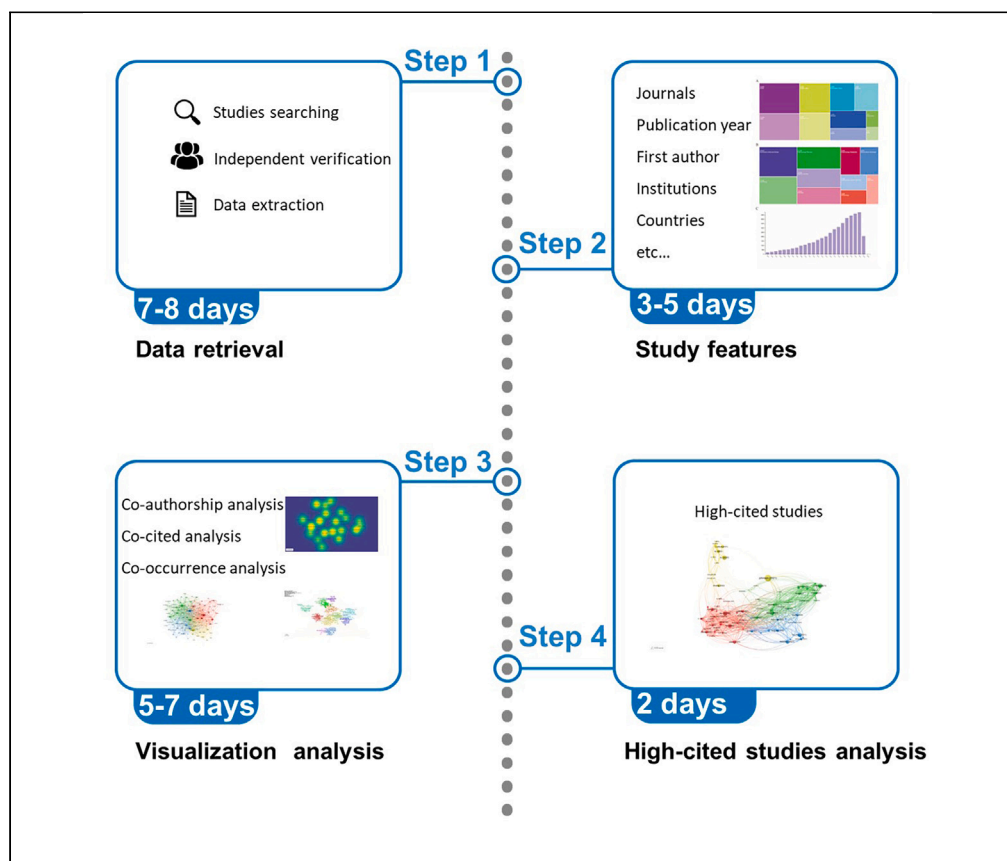 Step 1
Studies searching
Independent verification
Data extraction
7-8 days
Data retrieval
Step 2
Journals
Publication year
First author
Institutions
Countries
etc...
3-5 days
Study features
Step 3
Co-authorship analysis
Co-cited analysis
Co-occurrence analysis
5-7 days
Visualization analysis
Step 4
High-cited studies
2 days
High-cited studies analysis